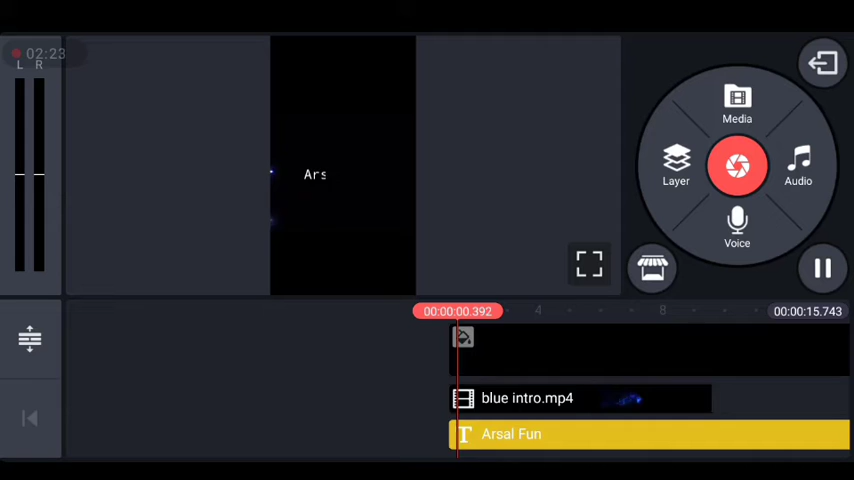 02:23
L R
Ars
Media
Layer
Audio
Voice
00:00:00.392
4
8
00:00:15.743
blue intro.mp4
T Arsal Fun